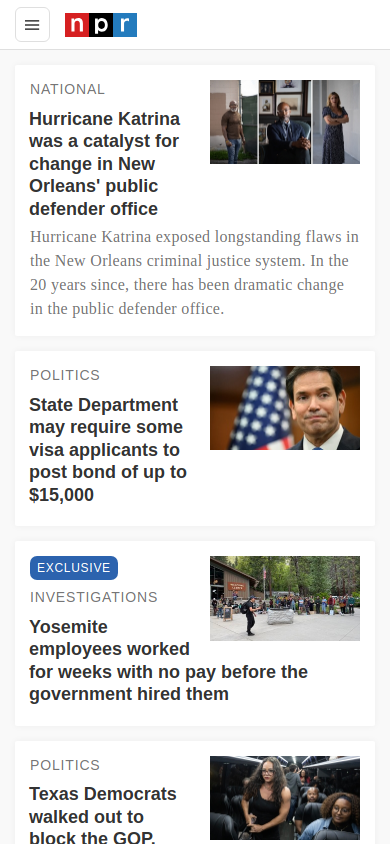 npr
NATIONAL
Hurricane Katrina
was a catalyst for
change in New
Orleans' public
defender office
Hurricane Katrina exposed longstanding flaws in
the New Orleans criminal justice system. In the
20 years since, there has been dramatic change
in the public defender office.
POLITICS
State Department
may require some
visa applicants to
post bond of up to
$15,000
EXCLUSIVE
INVESTIGATIONS
Yosemite
employees worked
for weeks with no pay before the
government hired them
POLITICS
Texas Democrats
walked out to
block the GOP.